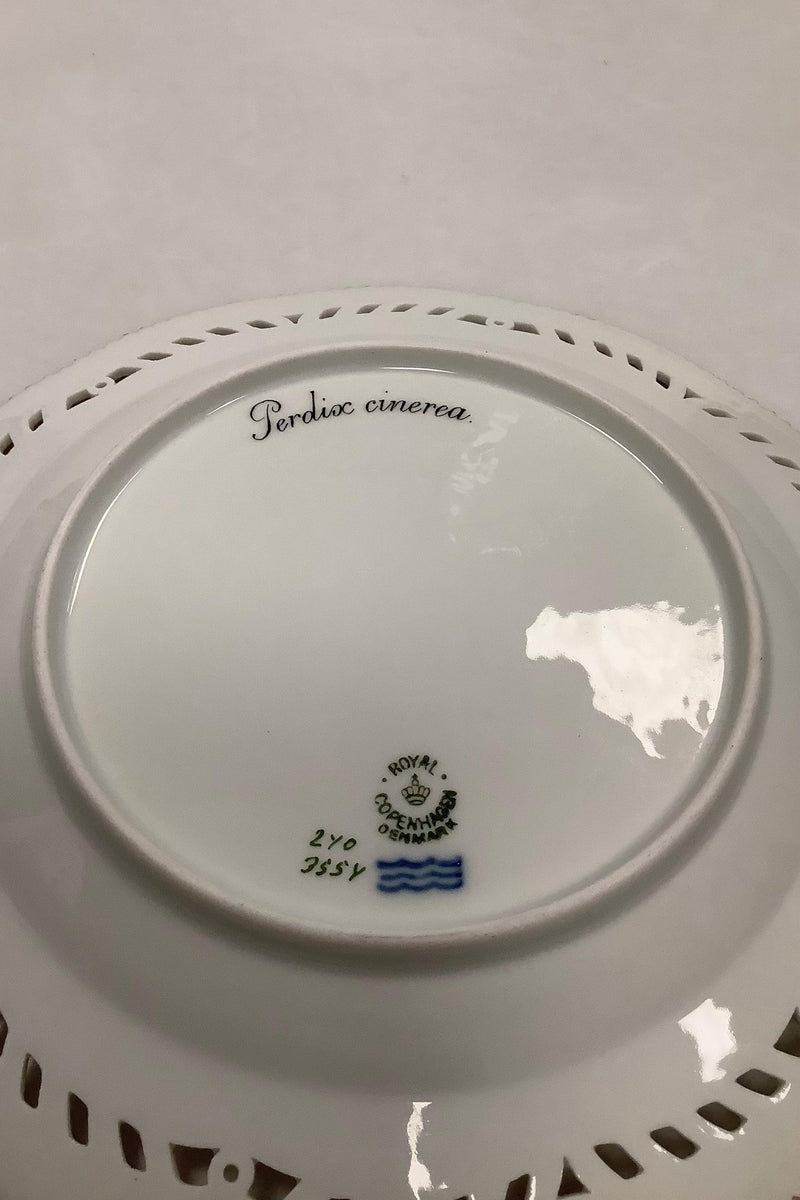 Perdix cinerea.
ROYAL
COPENHAGEN
DENMARK
240
3554